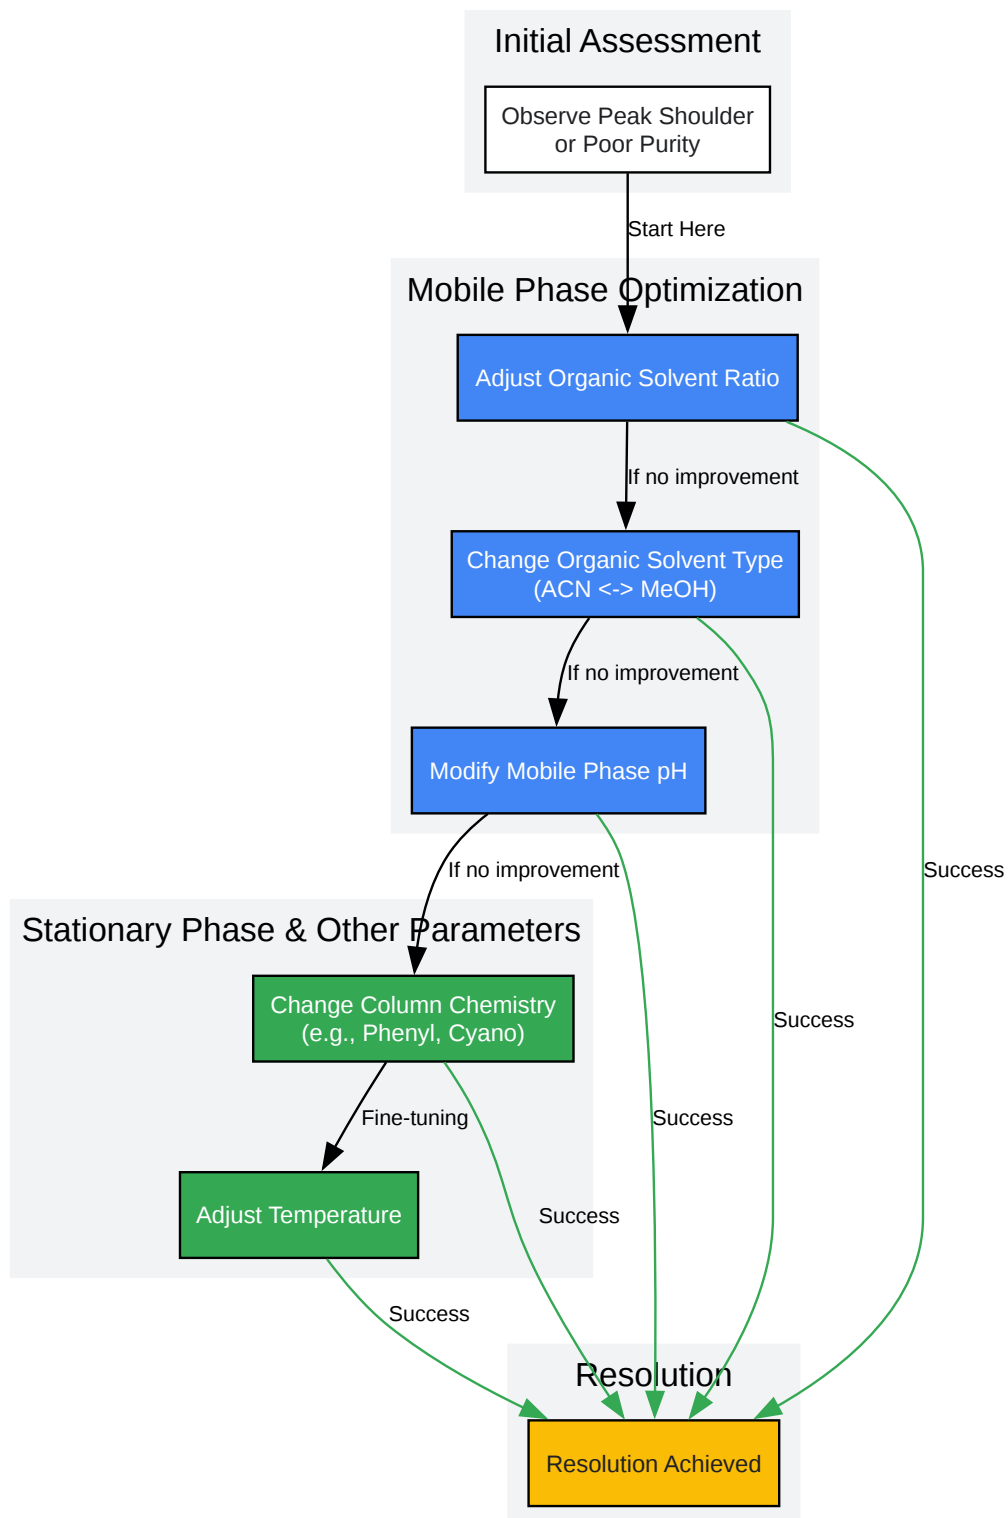 Initial Assessment
Observe Peak Shoulder
or Poor Purity
Start Here
Mobile Phase Optimization
Adjust Organic Solvent Ratio
If no improvement
Change Organic Solvent Type
(ACN <-> MeOH)
If no improvement
Modify Mobile Phase pH
If no improvement
Success
Stationary Phase & Other Parameters
Change Column Chemistry
(e.g., Phenyl, Cyano)
Success
Fine-tuning
Success
Adjust Temperature
Success
Success
Resolution
Resolution Achieved